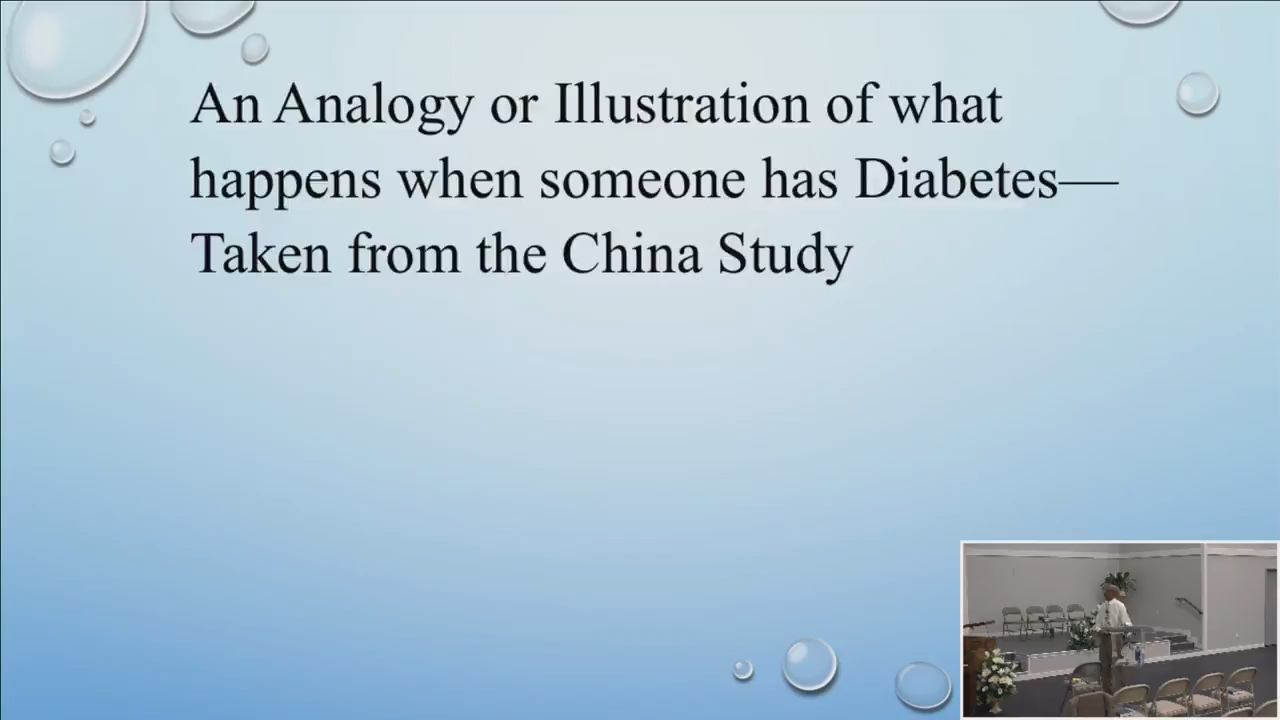 An Analogy or Illustration of what
happens when someone has Diabetes—
Taken from the China Study